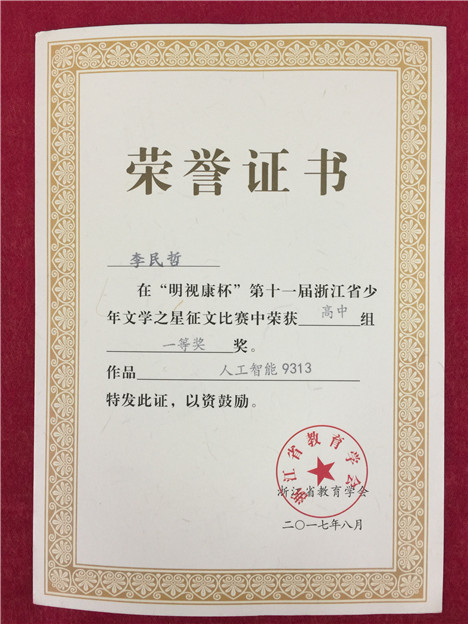 荣誉证书
李民哲
在“明视康杯”第十一届浙江省少
年文学之星征文比赛中荣获高中组
一等奖奖。
作品人工智能9313
特发此证，以资鼓励。
浙江省教育学会
浙江省教育学会
二〇一七年八月